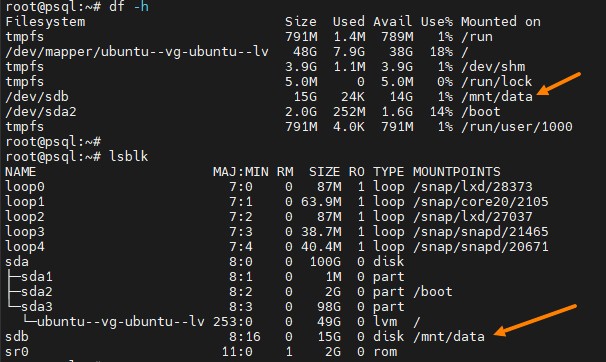 root@psql:~# df -h
Filesystem Size Used Avail Use% Mounted on
tmpfs 791M 1.4M 789M 1% /run
/dev/mapper/ubuntu--vg-ubuntu--lv 48G 7.9G 38G 18% /
tmpfs 3.9G 1.1M 3.9G 1% /dev/shm
tmpfs 5.0M 0 5.0M 0% /run/lock
/dev/sdb 15G 24K 14G 1% /mnt/data
/dev/sda2 2.0G 252M 1.6G 14% /boot
tmpfs 791M 4.0K 791M 1% /run/user/1000
root@psql:~#
root@psql:~# lsblk
NAME MAJ:MIN RM SIZE RO TYPE MOUNTPOINTS
loop0 7:0 0 87M 1 loop /snap/lxd/28373
loop1 7:1 0 63.9M 1 loop /snap/core20/2105
loop2 7:2 0 87M 1 loop /snap/lxd/27037
loop3 7:3 0 38.7M 1 loop /snap/snapd/21465
loop4 7:4 0 40.4M 1 loop /snap/snapd/20671
sda 8:0 0 100G 0 disk
├─sda1 8:1 0 1M 0 part
├─sda2 8:2 0 2G 0 part /boot
└─sda3 8:3 0 98G 0 part
└─ubuntu--vg-ubuntu--lv 253:0 0 49G 0 lvm /
sdb 8:16 0 15G 0 disk /mnt/data
sr0 11:0 1 2G 0 rom